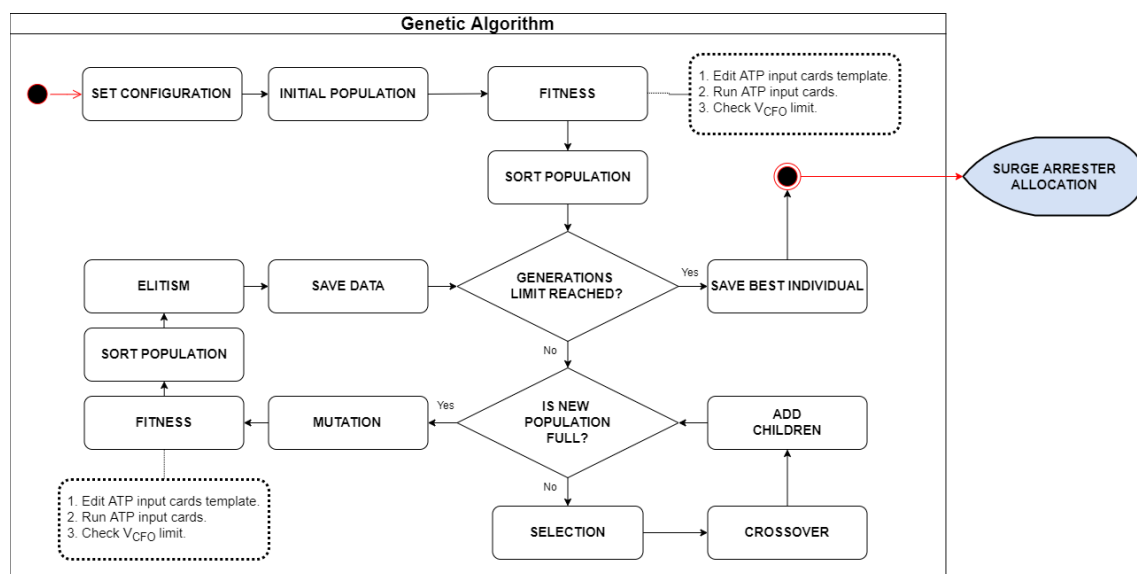 Genetic Algorithm
SET CONFIGURATION
INITIAL POPULATION
FITNESS
1. Edit ATP input cards template.
2. Run ATP input cards.
3. Check VCFO limit.
SORT POPULATION
SURGE ARRESTER
ALLOCATION
ELITISM
SAVE DATA
GENERATIONS
LIMIT REACHED?
Yes
SAVE BEST INDIVIDUAL
No
SORT POPULATION
FITNESS
MUTATION
Yes
IS NEW
POPULATION
FULL?
ADD
CHILDREN
No
1. Edit ATP input cards template.
2. Run ATP input cards.
3. Check VCFO limit.
SELECTION
CROSSOVER